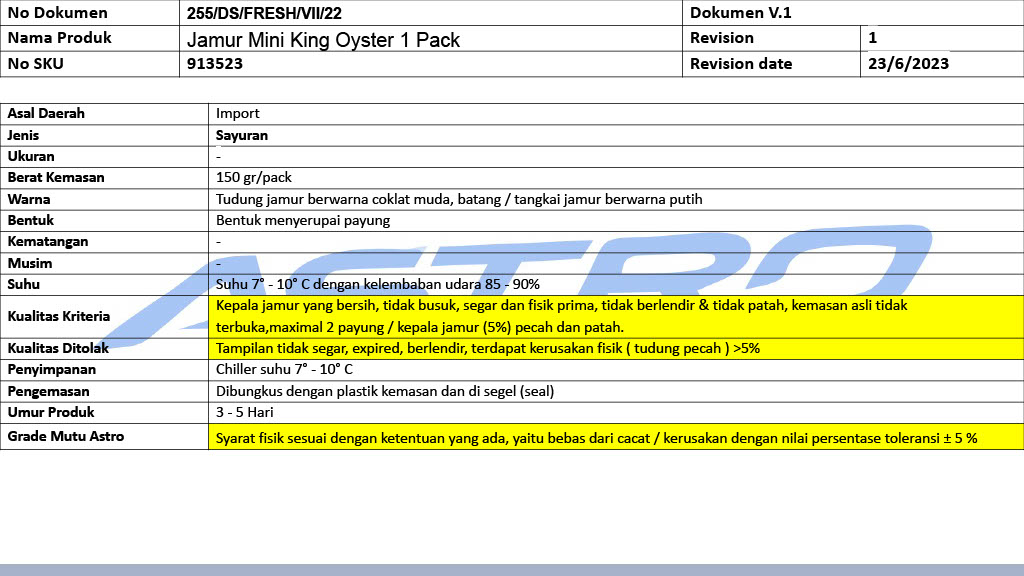 No Dokumen 255/DS/FRESH/VII/22 Dokumen V.1
Nama Produk Jamur Mini King Oyster 1 Pack Revision 1
No SKU 913523 Revision date 23/6/2023
Asal Daerah Import
Jenis Sayuran
Ukuran -
Berat Kemasan 150 gr/pack
Warna Tudung jamur berwarna coklat muda, batang / tangkai jamur berwarna putih
Bentuk Bentuk menyerupai payung
Kematangan -
Musim -
Suhu Suhu 7° - 10° C dengan kelembaban udara 85 - 90%
Kualitas Kriteria Kepala jamur yang bersih, tidak busuk, segar dan fisik prima, tidak berlendir & tidak patah, kemasan asli tidak
terbuka,maximal 2 payung / kepala jamur (5%) pecah dan patah.
Kualitas Ditolak Tampilan tidak segar, expired, berlendir, terdapat kerusakan fisik ( tudung pecah ) >5%
Penyimpanan Chiller suhu 7° - 10° C
Pengemasan Dibungkus dengan plastik kemasan dan di segel (seal)
Umur Produk 3 - 5 Hari
Grade Mutu Astro Syarat fisik sesuai dengan ketentuan yang ada, yaitu bebas dari cacat / kerusakan dengan nilai persentase toleransi ± 5 %
ASTRO